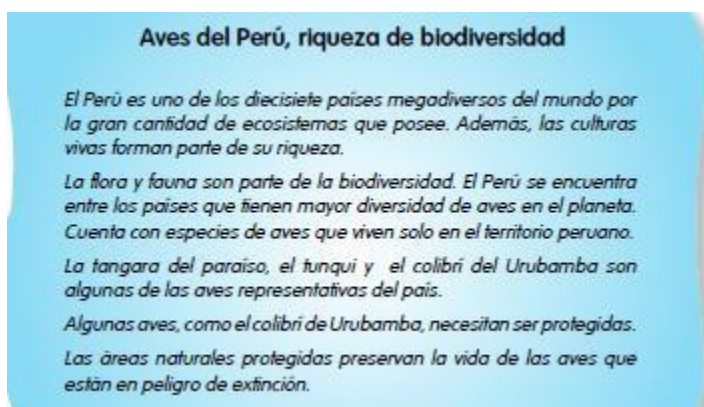 Aves del Perú, riqueza de biodiversidad
El Perú es uno de los diecisiete países megadiversos del mundo por
la gran cantidad de ecosistemas que posee. Además, las culturas
vivas forman parte de su riqueza.
La flora y fauna son parte de la biodiversidad. El Perú se encuentra
entre los países que tienen mayor diversidad de aves en el planeta.
Cuenta con especies de aves que viven solo en el territorio peruano.
La tangara del paraíso, el tunqui y el colibrí del Urubamba son
algunas de las aves representativas del país.
Algunas aves, como el colibrí de Urubamba, necesitan ser protegidas.
Las áreas naturales protegidas preservan la vida de las aves que
están en peligro de extinción.